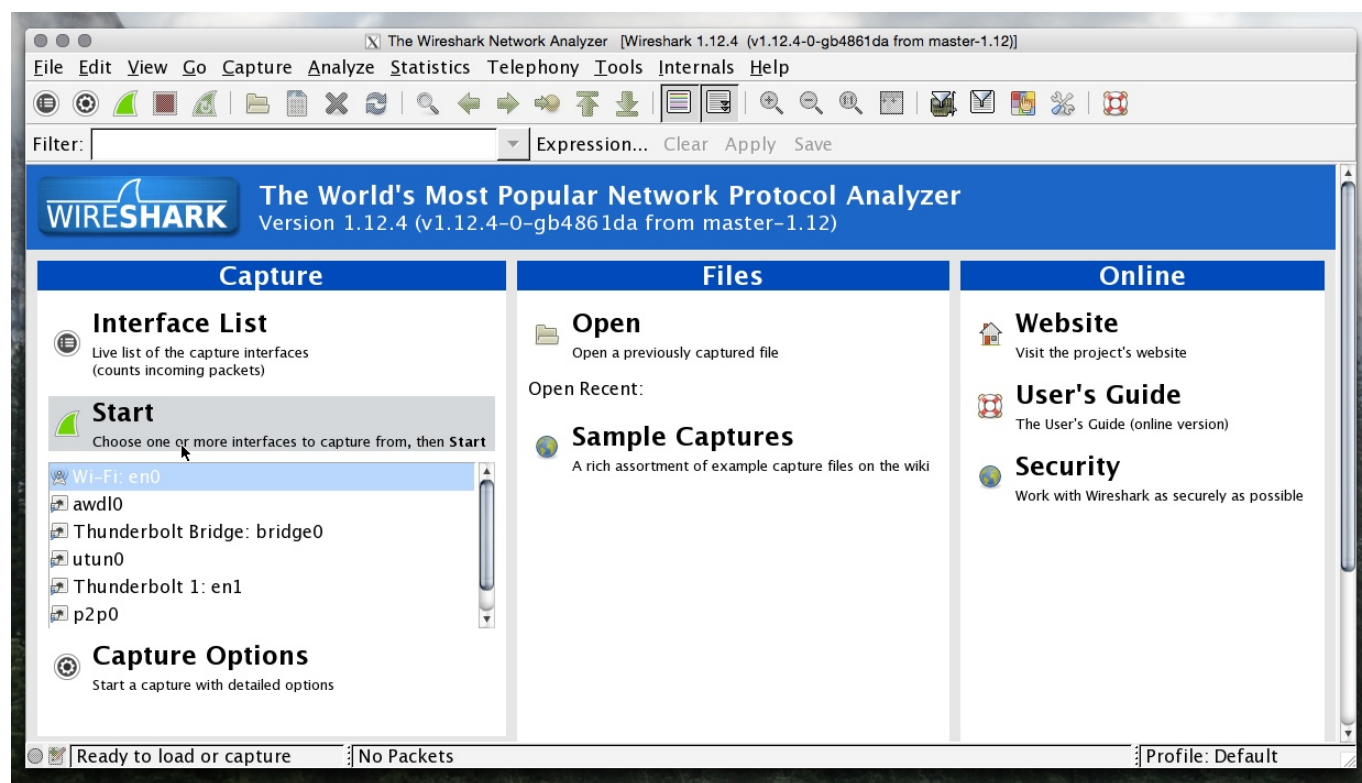 The Wireshark Network Analyzer [Wireshark 1.12.4 (v1.12.4-0-gb4861da from master-1.12)]
File Edit View Go Capture Analyze Statistics Telephony Tools Internals Help
Filter: Expression... Clear Apply Save
WIRESHARK
The World's Most Popular Network Protocol Analyzer
Version 1.12.4 (v1.12.4-0-gb4861da from master-1.12)
Capture
Interface List
Live list of the capture interfaces
(counts incoming packets)
Start
Choose one or more interfaces to capture from, then Start
Wi-Fi: en0
awdl0
Thunderbolt Bridge: bridge0
utun0
Thunderbolt 1: en1
p2p0
Capture Options
Start a capture with detailed options
Files
Open
Open a previously captured file
Open Recent:
Sample Captures
A rich assortment of example capture files on the wiki
Online
Website
Visit the project's website
User's Guide
The User's Guide (online version)
Security
Work with Wireshark as securely as possible
Ready to load or capture No Packets Profile: Default